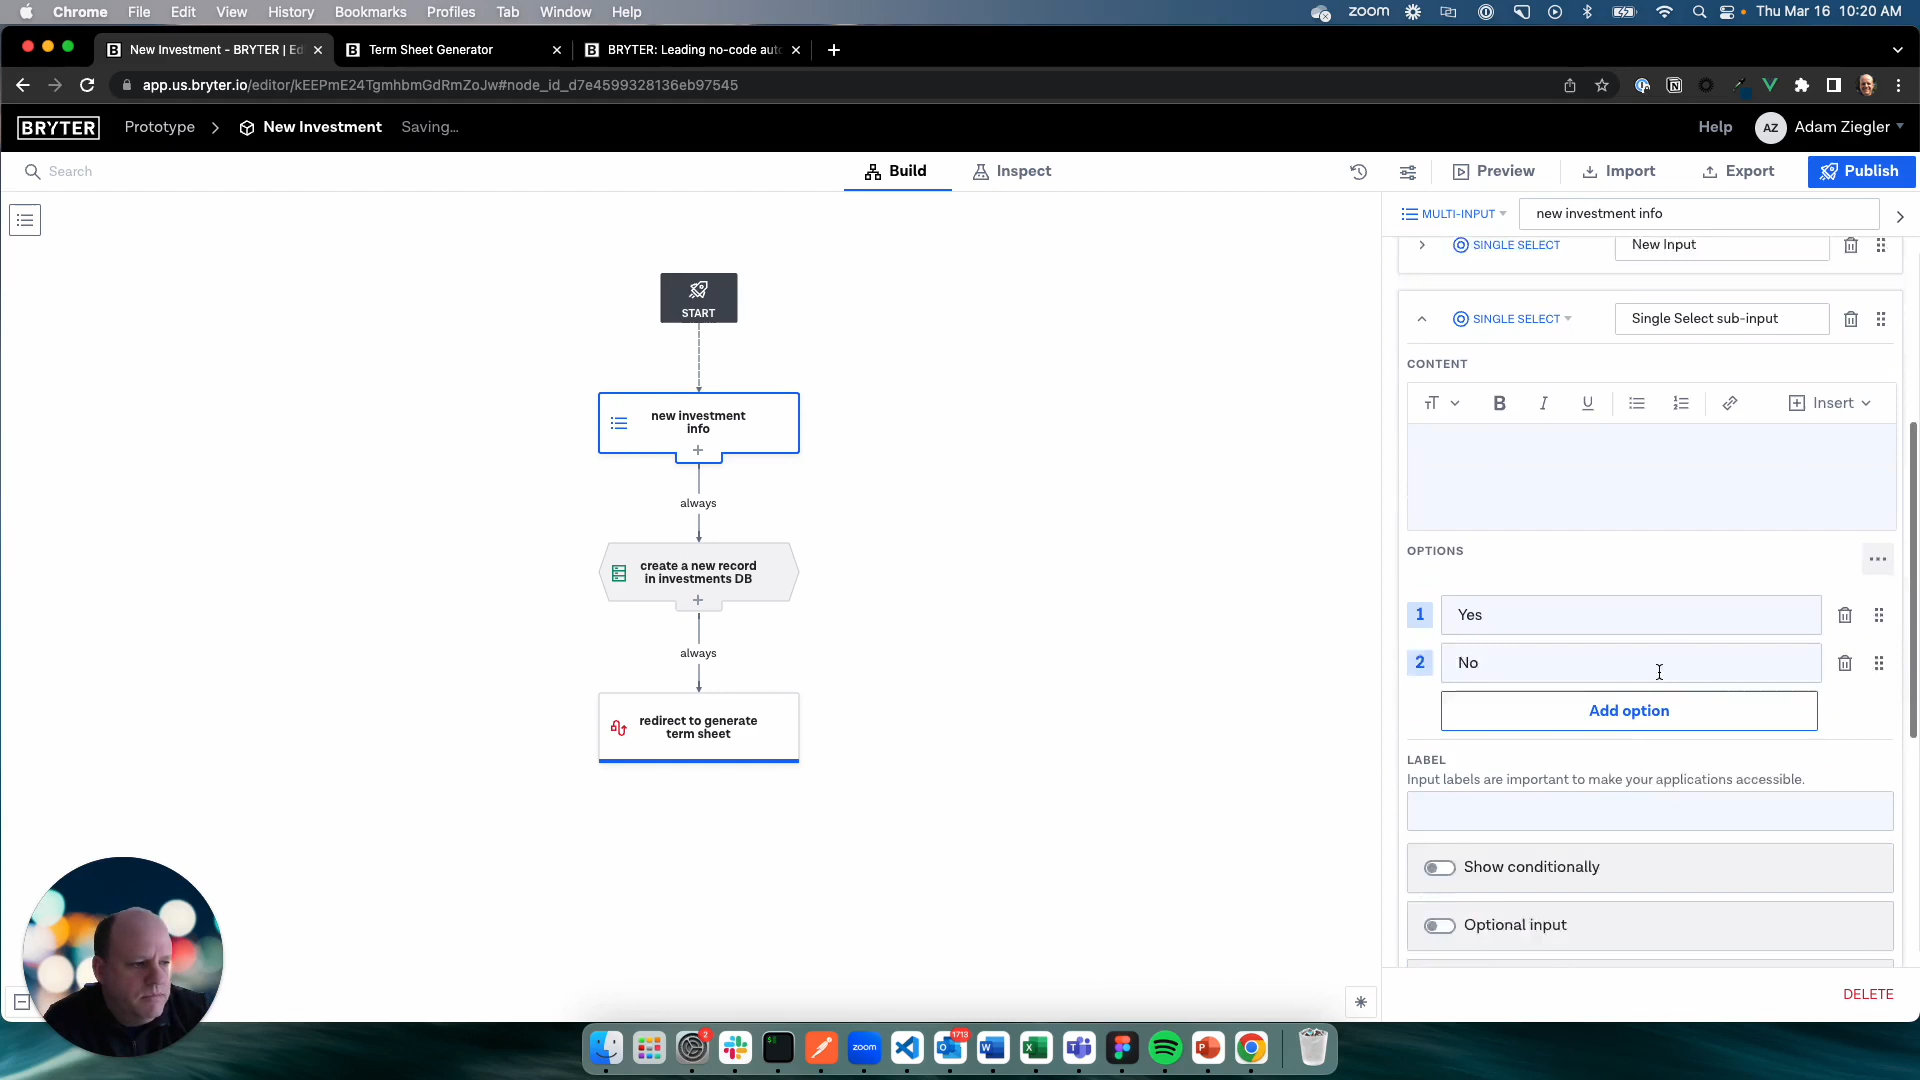 Chrome File Edit View History Bookmarks Profiles Tab Window Help zoom Thu Mar 16 10:20 AM
New Investment - BRYTER | Ed Term Sheet Generator BRYTER: Leading no-code aut
app.us.bryter.io/editor/kEEPmE24TgmhbmGdRmZoJw#node_id_d7e4599328136eb97545
BRYTER Prototype New Investment Saving... Help AZ Adam Ziegler
Search Build Inspect Preview Import Export Publish
MULTI-INPUT new investment info
SINGLE SELECT New Input
START
SINGLE SELECT Single Select sub-input
CONTENT
B I U Insert
new investment
info
always
OPTIONS
create a new record
in investments DB
1 Yes
2 No
always
Add option
redirect to generate
term sheet
LABEL
Input labels are important to make your applications accessible.
Show conditionally
Optional input
DELETE
2 zoom 1713